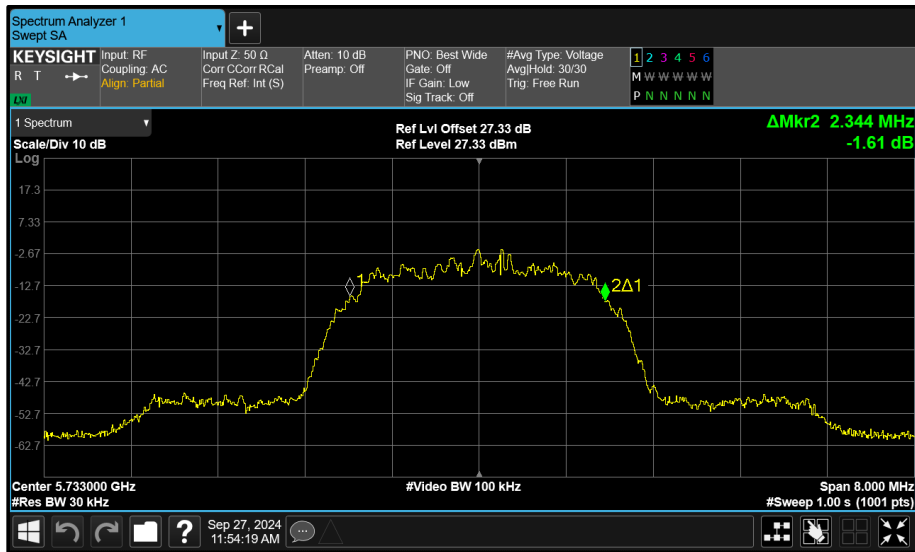 Spectrum Analyzer 1
Swept SA
KEYSIGHT
R T
LXI
Input: RF
Coupling: AC
Align: Partial
Input Z: 50 Ω
Corr CCorr RCal
Freq Ref: Int (S)
Atten: 10 dB
Preamp: Off
PNO: Best Wide
Gate: Off
IF Gain: Low
Sig Track: Off
#Avg Type: Voltage
Avg|Hold: 30/30
Trig: Free Run
1 2 3 4 5 6
M W W W W W
P N N N N N
1 Spectrum
Scale/Div 10 dB
Ref Lvl Offset 27.33 dB
Ref Level 27.33 dBm
ΔMkr2 2.344 MHz
-1.61 dB
Log
17.3
7.33
-2.67
-12.7
-22.7
-32.7
-42.7
-52.7
-62.7
1
2Δ1
Center 5.733000 GHz
#Video BW 100 kHz
Span 8.000 MHz
#Res BW 30 kHz
#Sweep 1.00 s (1001 pts)
?
Sep 27, 2024
11:54:19 AM